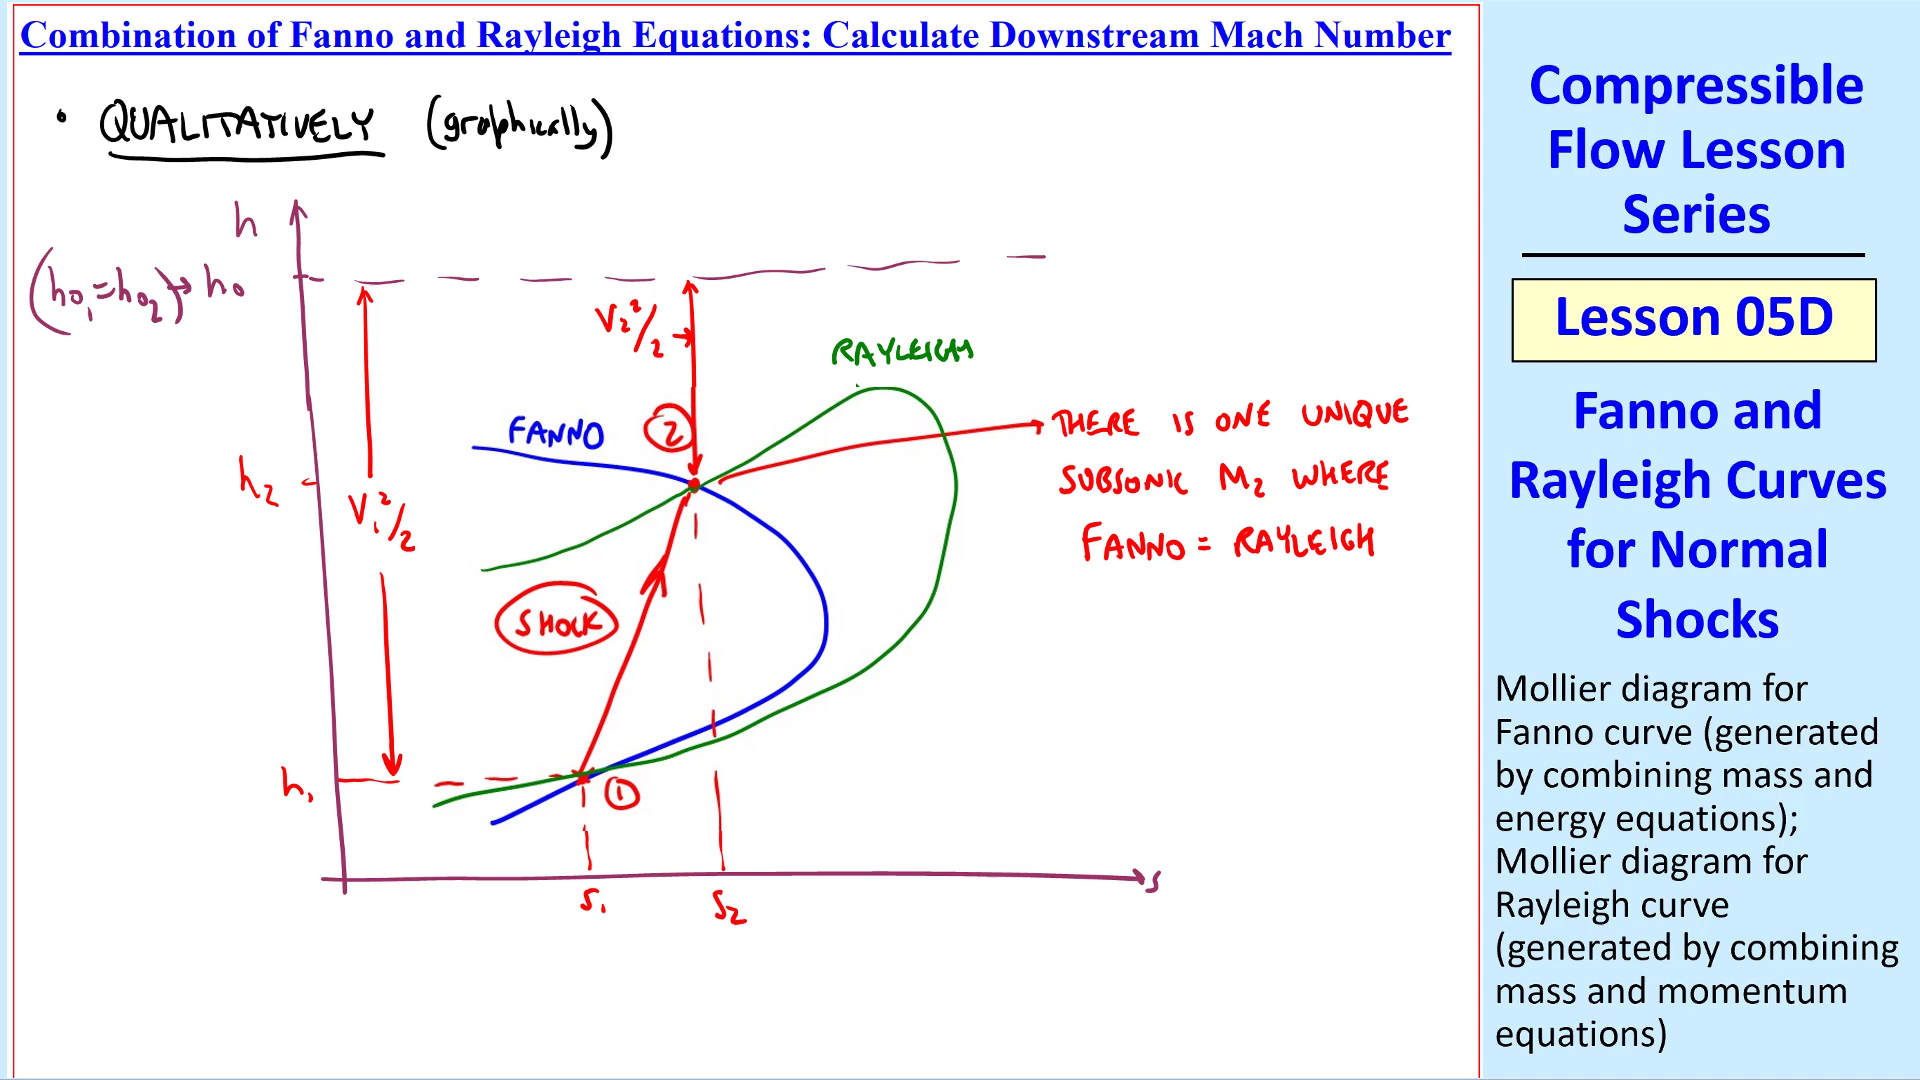 Combination of Fanno and Rayleigh Equations: Calculate Downstream Mach Number
• QUALITATIVELY (graphically)
h
(h₀₁=h₀₂) → h₀
V₂²/2
RAYLEIGH
FANNO
②
THERE IS ONE UNIQUE
SUBSONIC M₂ WHERE
FANNO = RAYLEIGH
h₂
V₁²/2
SHOCK
h₁
①
s
S₁
S₂
Compressible
Flow Lesson
Series
Lesson 05D
Fanno and
Rayleigh Curves
for Normal
Shocks
Mollier diagram for
Fanno curve (generated
by combining mass and
energy equations);
Mollier diagram for
Rayleigh curve
(generated by combining
mass and momentum
equations)